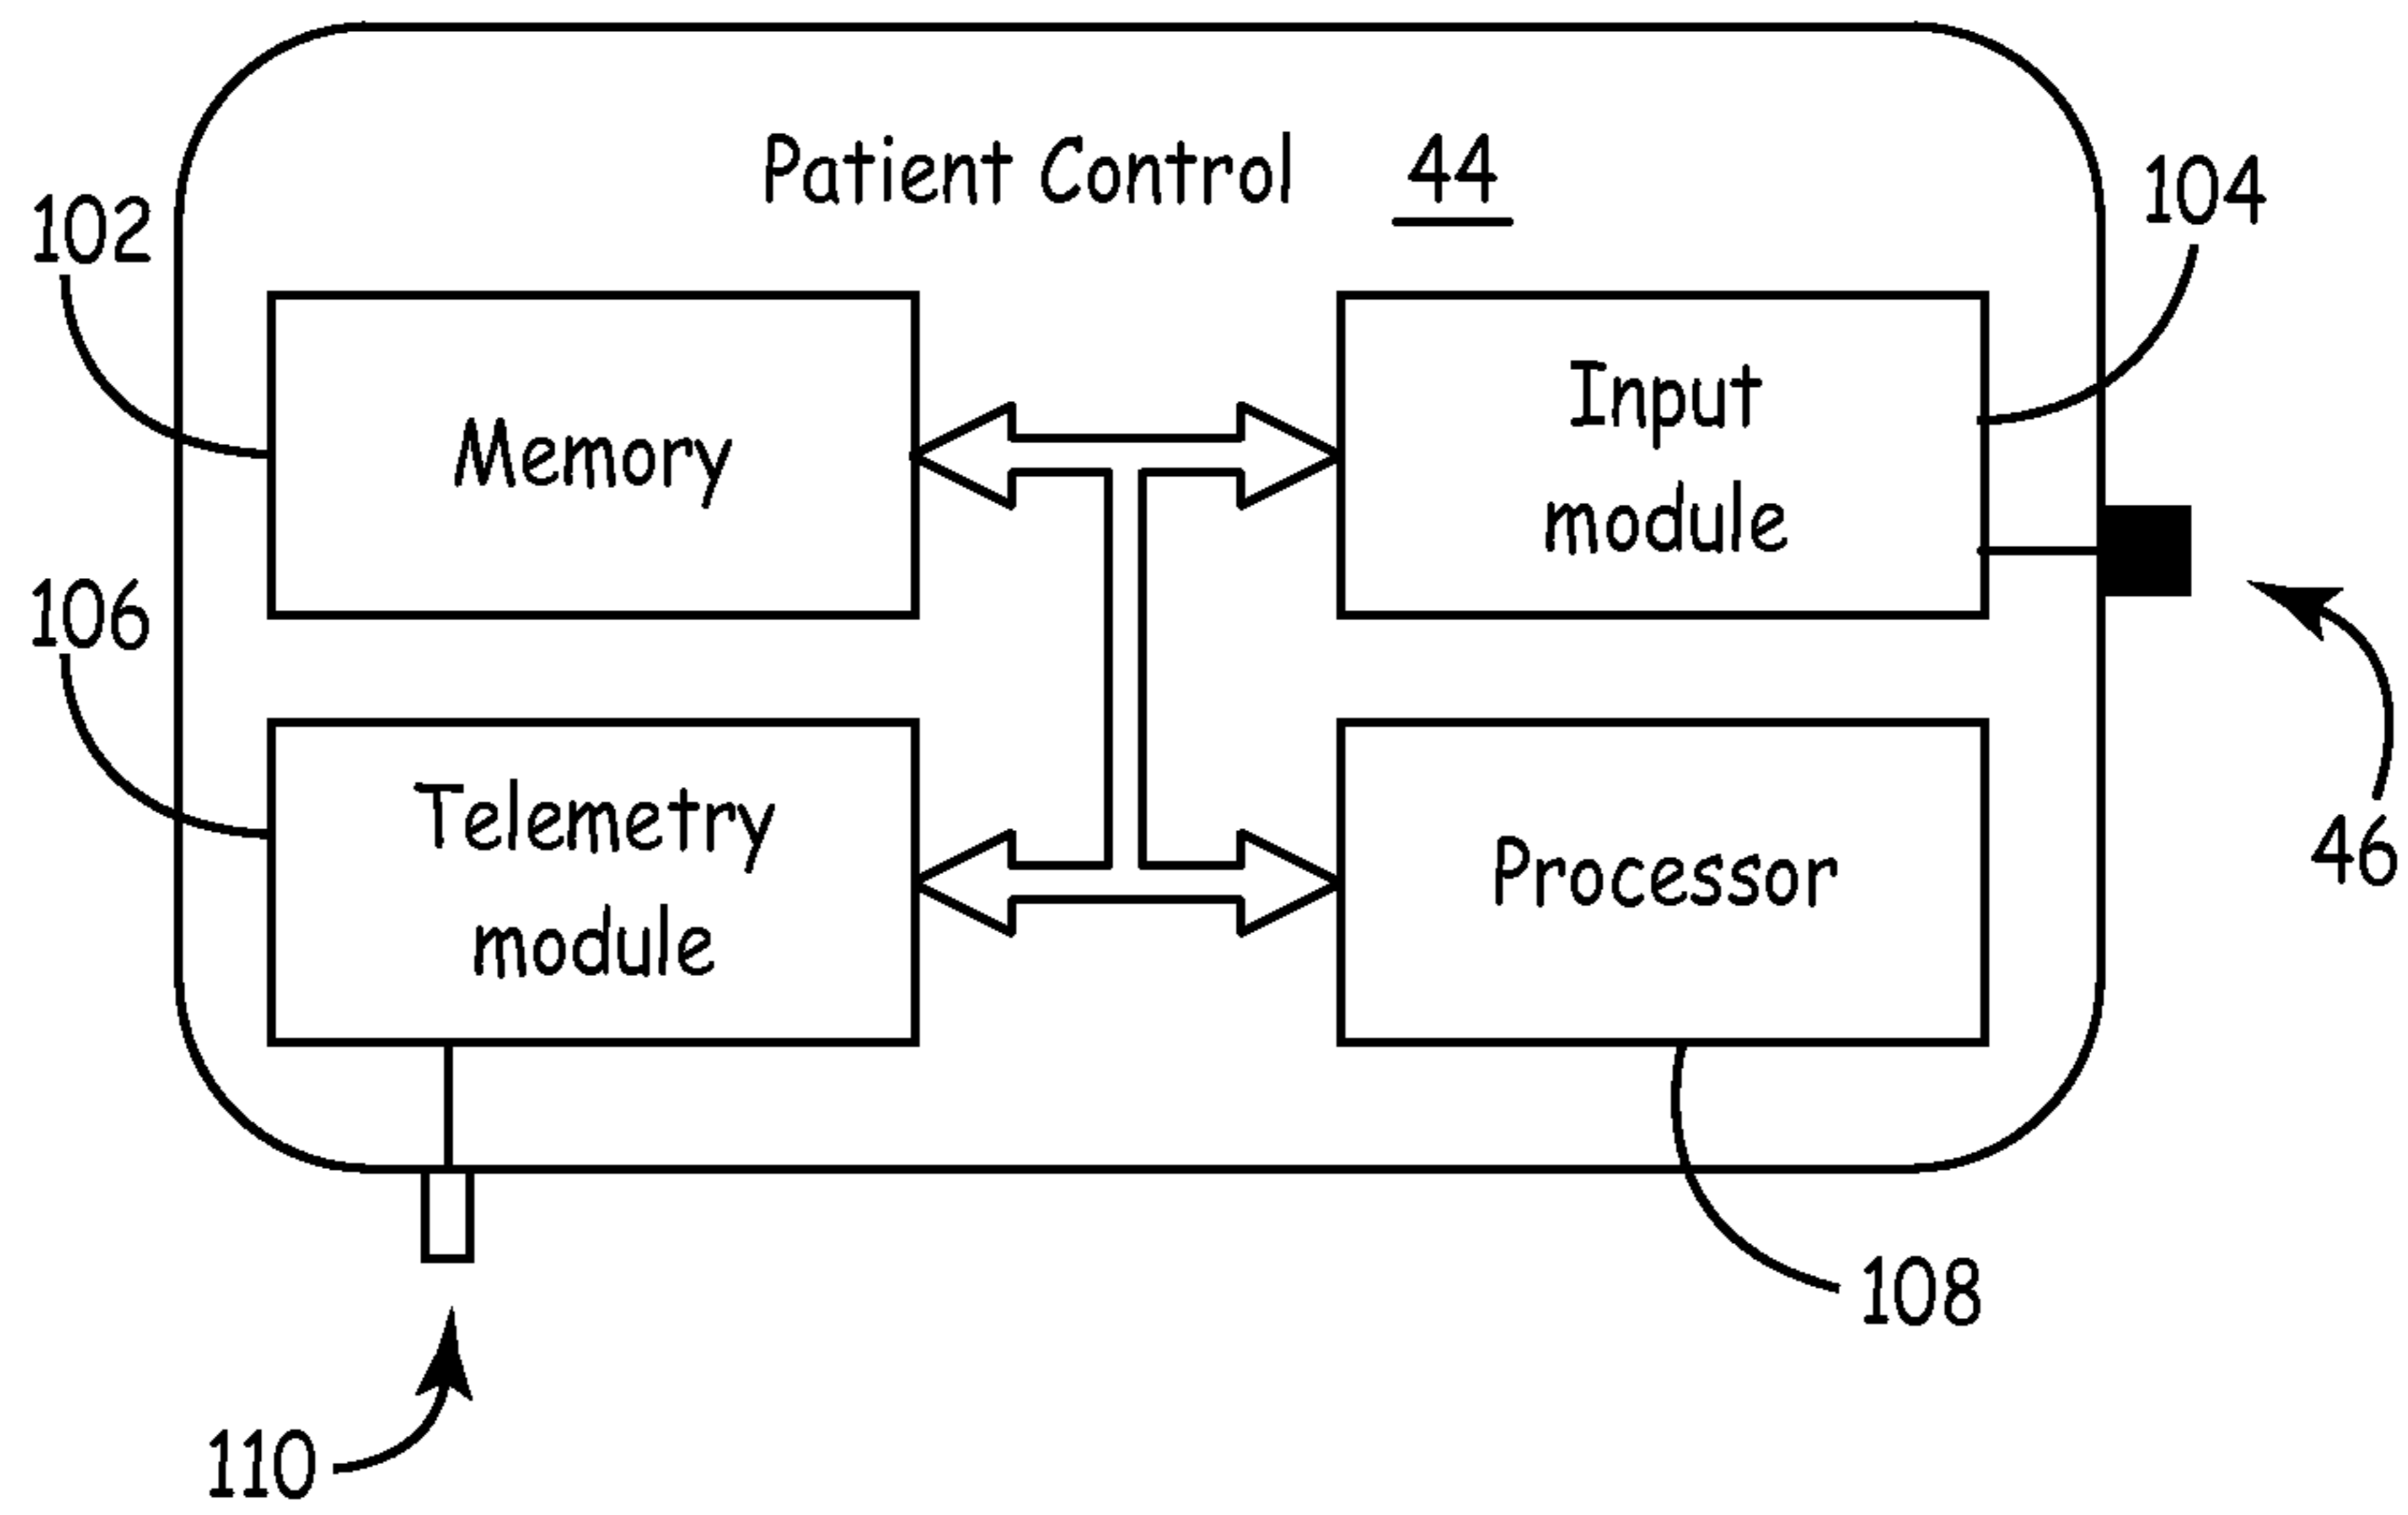 Patient Control 44
102
104
Memory
Input
module
106
Telemetry
module
Processor
46
108
110